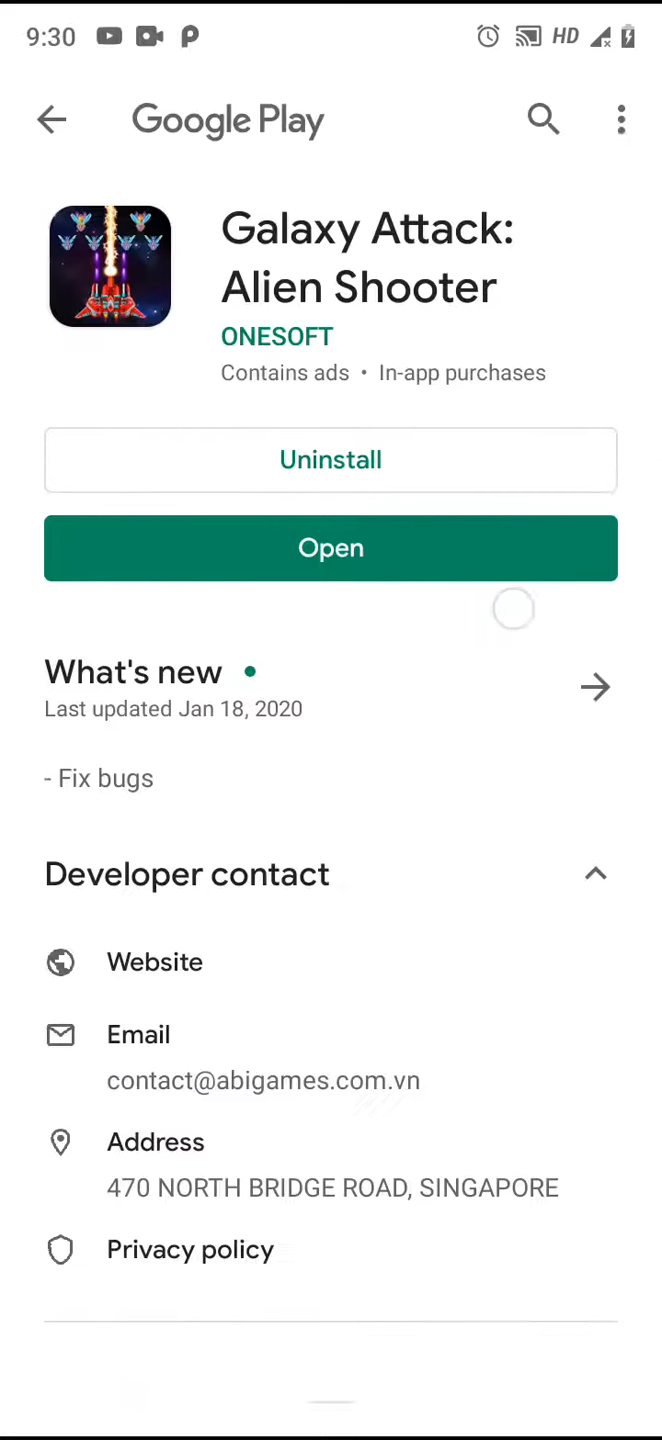 9:30
HD
Google Play
Galaxy Attack:
Alien Shooter
ONESOFT
Contains ads • In-app purchases
Uninstall
Open
What's new
Last updated Jan 18, 2020
- Fix bugs
Developer contact
Website
Email
contact@abigames.com.vn
Address
470 NORTH BRIDGE ROAD, SINGAPORE
Privacy policy